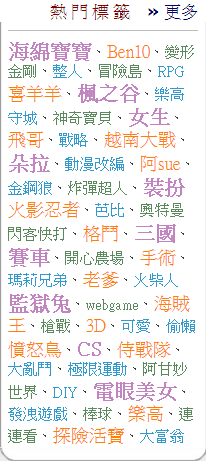 熱門標籤 »更多
海綿寶寶、Ben10、變形
金剛、整人、冒險島、RPG
喜羊羊、楓之谷、樂高
守城、神奇寶貝、女生、
飛哥、戰略、越南大戰、
朵拉、動漫改編、阿sue、
金鋼狼、炸彈超人、裝扮
火影忍者、芭比、奧特曼
閃客快打、格鬥、三國、
賽車、開心農場、手術、
瑪莉兄弟、老爹、火柴人
監獄兔、webgame、海賊
王、槍戰、3D、可愛、偷懶
憤怒鳥、CS、侍戰隊、
大亂鬥、極限運動、阿甘妙
世界、DIY、電眼美女、
發洩遊戲、棒球、樂高、連
連看、探險活寶、大富翁